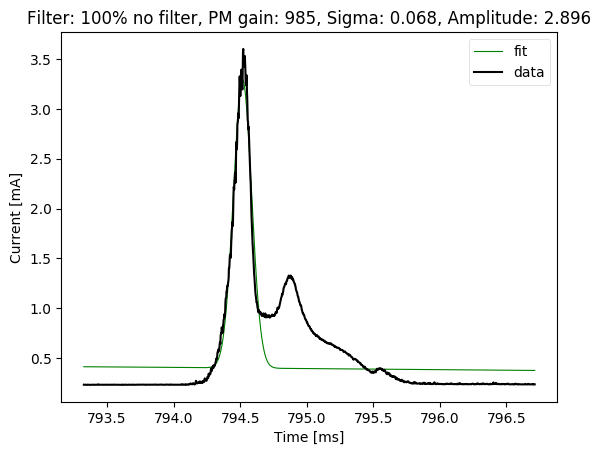 Filter: 100% no filter, PM gain: 985, Sigma: 0.068, Amplitude: 2.896
fit
data
3.5
3.0
2.5
2.0
1.5
1.0
0.5
Current [mA]
793.5 794.0 794.5 795.0 795.5 796.0 796.5
Time [ms]